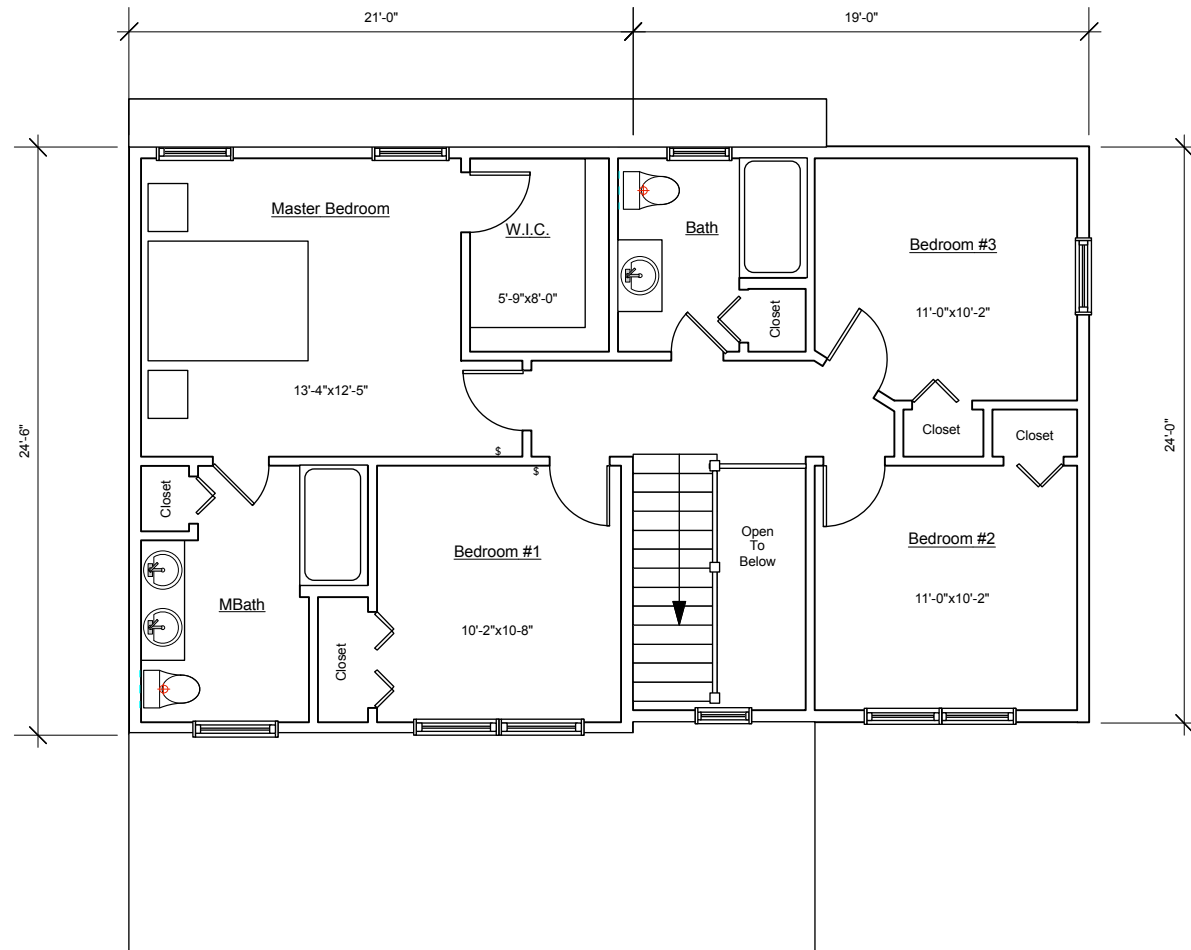 21'-0"
19'-0"
Master Bedroom
W.I.C.
Bath
Bedroom #3
5'-9"x8'-0"
Closet
11'-0"x10'-2"
13'-4"x12'-5"
24'-6"
24'-0"
Closet
Closet
$
$
Closet
Open
To
Below
Bedroom #1
Bedroom #2
MBath
10'-2"x10-8"
11'-0"x10'-2"
Closet